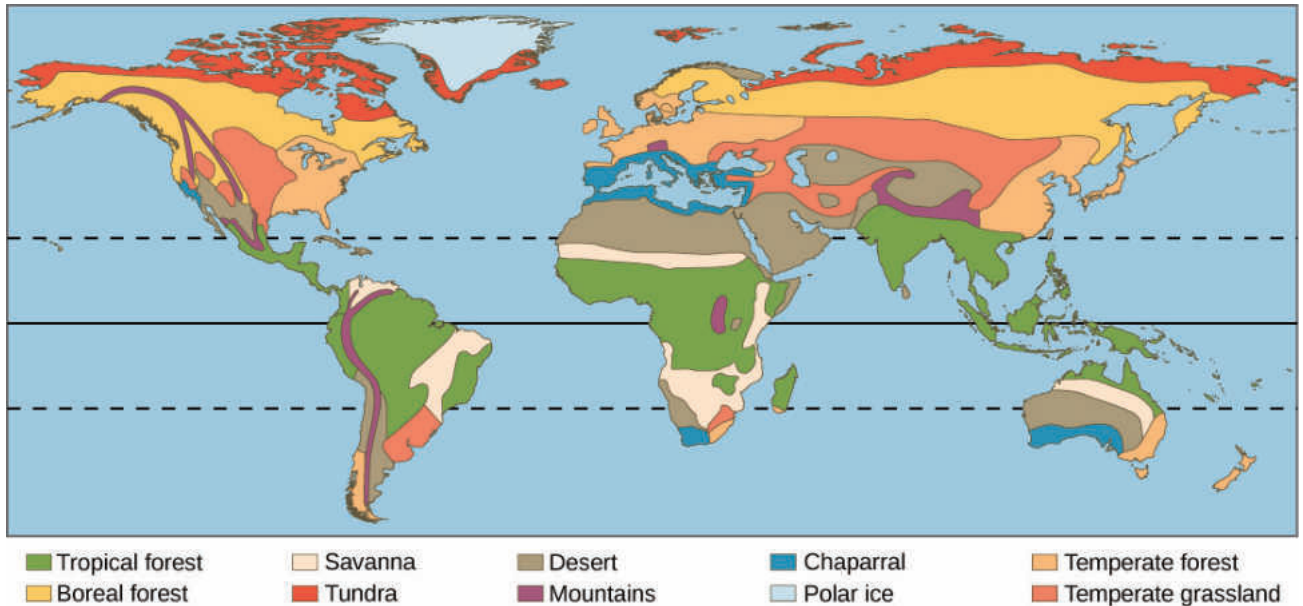 Tropical forest Savanna Desert Chaparral Temperate forest
Boreal forest Tundra Mountains Polar ice Temperate grassland